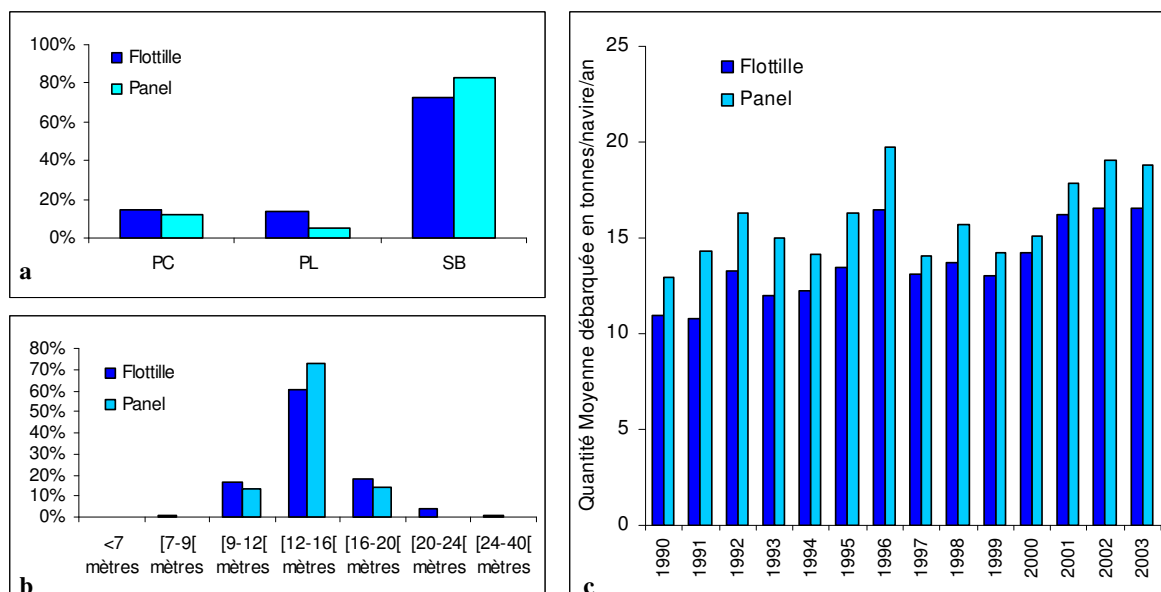 100%
80%
60%
40%
20%
0%
Flottille
Panel
PC PL SB
a
80%
70%
60%
50%
40%
30%
20%
10%
0%
Flottille
Panel
<7 [7-9[ [9-12[ [12-16[ [16-20[ [20-24[ [24-40[
mètres mètres mètres mètres mètres mètres mètres
b
Quantité Moyenne débarquée en tonnes/navire/an
25
20
15
10
5
0
Flottille
Panel
1990 1991 1992 1993 1994 1995 1996 1997 1998 1999 2000 2001 2002 2003
c